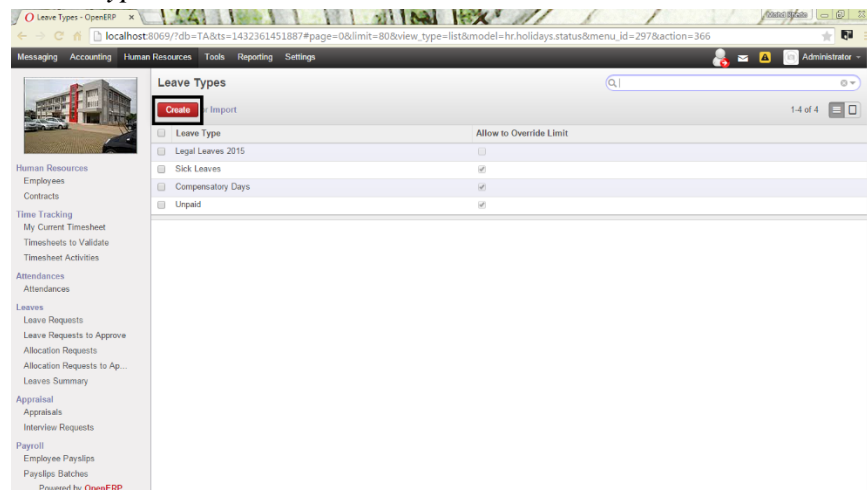 Leave Types - OpenERP
localhost:8069/?db=TA&ts=1432361451887#page=0&limit=80&view_type=list&model=hr.holidays.status&menu_id=297&action=366
Messaging Accounting Human Resources Tools Reporting Settings Administrator
Leave Types
Create or Import 1-4 of 4
Leave Type Allow to Override Limit
Legal Leaves 2015
Sick Leaves
Compensatory Days
Unpaid
Human Resources
Employees
Contracts
Time Tracking
My Current Timesheet
Timesheets to Validate
Timesheet Activities
Attendances
Attendances
Leaves
Leave Requests
Leave Requests to Approve
Allocation Requests
Allocation Requests to Ap...
Leaves Summary
Appraisal
Appraisals
Interview Requests
Payroll
Employee Payslips
Payslips Batches
Powered by OpenERP